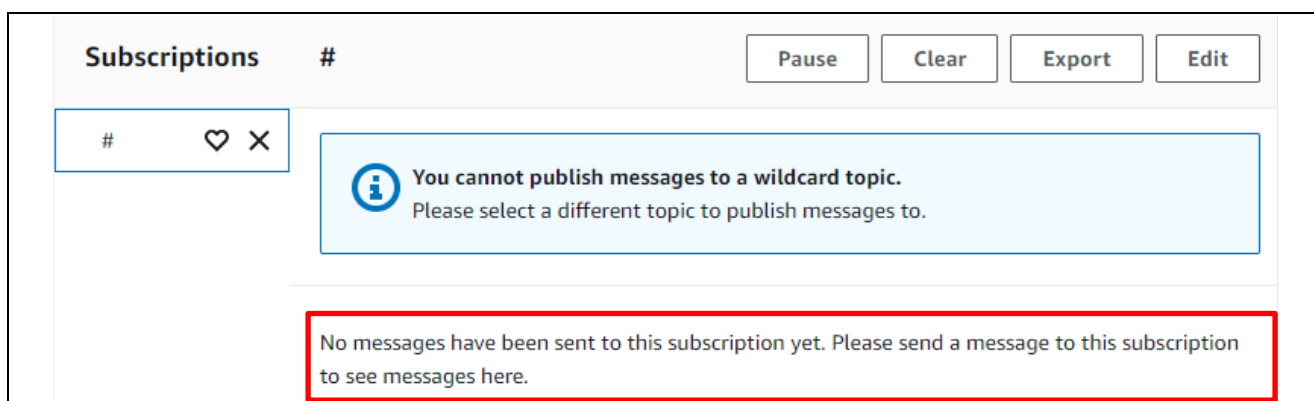 Subscriptions
#
Pause Clear Export Edit
#
You cannot publish messages to a wildcard topic.
Please select a different topic to publish messages to.
No messages have been sent to this subscription yet. Please send a message to this subscription
to see messages here.